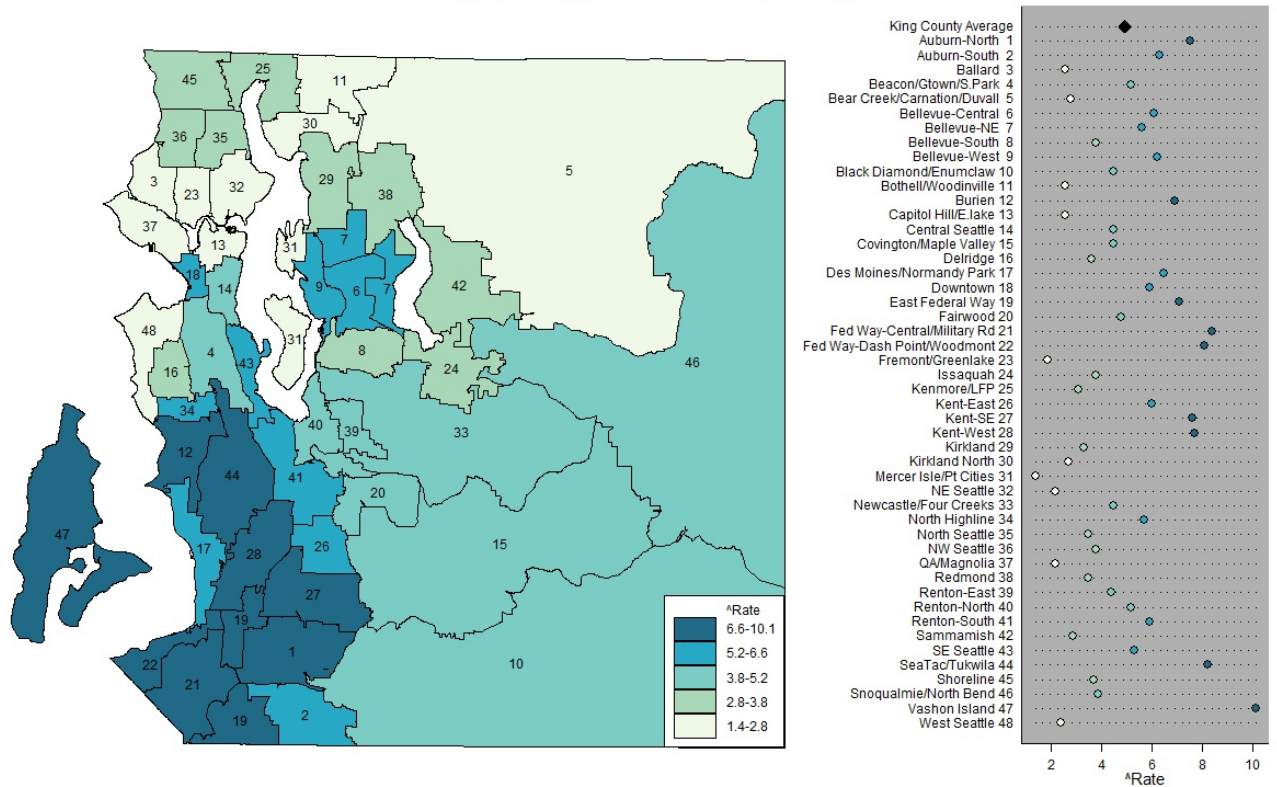 45
25
11
36
35
30
3
23
32
29
38
5
37
13
31
7
18
14
9
6
7
42
48
4
43
31
8
46
16
24
34
40
39
33
12
44
41
20
17
28
26
15
47
27
19
1
10
22
21
19
2
^Rate
6.6-10.1
5.2-6.6
3.8-5.2
2.8-3.8
1.4-2.8
King County Average
Auburn-North 1
Auburn-South 2
Ballard 3
Beacon/Gtown/S.Park 4
Bear Creek/Carnation/Duvall 5
Bellevue-Central 6
Bellevue-NE 7
Bellevue-South 8
Bellevue-West 9
Black Diamond/Enumclaw 10
Bothell/Woodinville 11
Burien 12
Capitol Hill/E.lake 13
Central Seattle 14
Covington/Maple Valley 15
Delridge 16
Des Moines/Normandy Park 17
Downtown 18
East Federal Way 19
Fairwood 20
Fed Way-Central/Military Rd 21
Fed Way-Dash Point/Woodmont 22
Fremont/Greenlake 23
Issaquah 24
Kenmore/LFP 25
Kent-East 26
Kent-SE 27
Kent-West 28
Kirkland 29
Kirkland North 30
Mercer Isle/Pt Cities 31
NE Seattle 32
Newcastle/Four Creeks 33
North Highline 34
North Seattle 35
NW Seattle 36
QA/Magnolia 37
Redmond 38
Renton-East 39
Renton-North 40
Renton-South 41
Sammamish 42
SE Seattle 43
SeaTac/Tukwila 44
Shoreline 45
Snoqualmie/North Bend 46
Vashon Island 47
West Seattle 48
2 4 6 8 10
^Rate